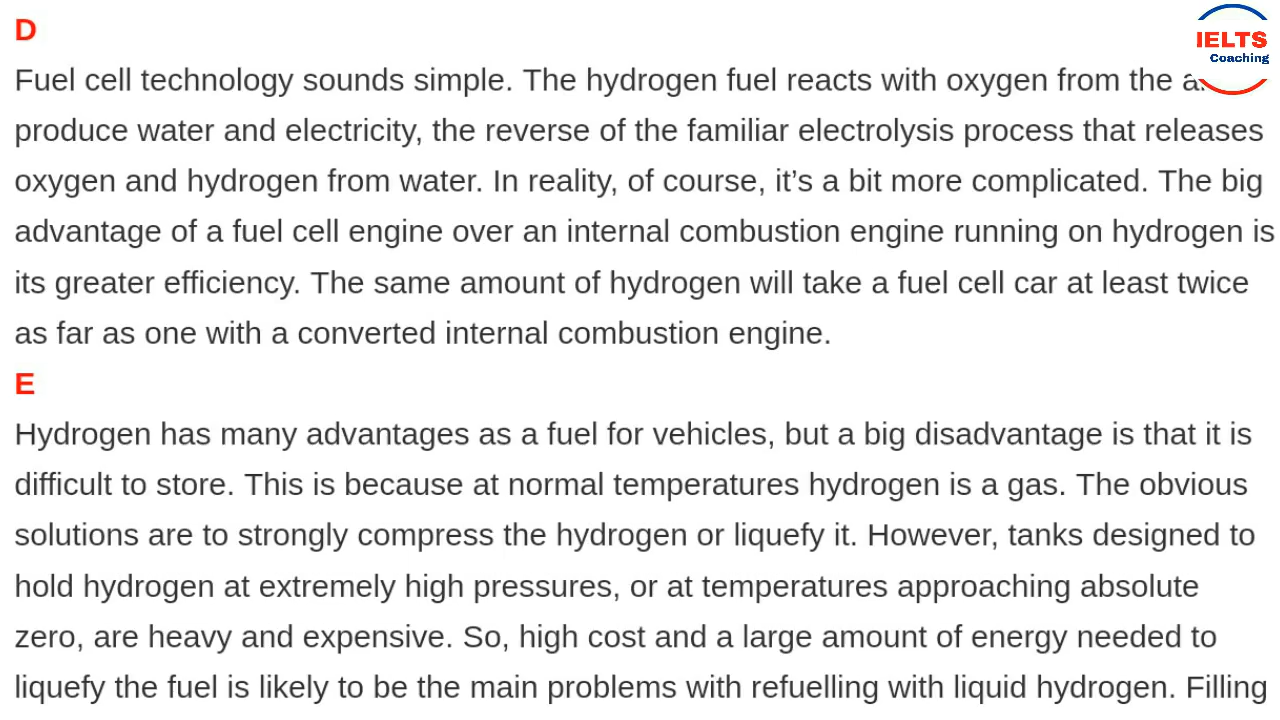 D
IELTS
Coaching
Fuel cell technology sounds simple. The hydrogen fuel reacts with oxygen from the
produce water and electricity, the reverse of the familiar electrolysis process that releases
oxygen and hydrogen from water. In reality, of course, it’s a bit more complicated. The big
advantage of a fuel cell engine over an internal combustion engine running on hydrogen is
its greater efficiency. The same amount of hydrogen will take a fuel cell car at least twice
as far as one with a converted internal combustion engine.
E
Hydrogen has many advantages as a fuel for vehicles, but a big disadvantage is that it is
difficult to store. This is because at normal temperatures hydrogen is a gas. The obvious
solutions are to strongly compress the hydrogen or liquefy it. However, tanks designed to
hold hydrogen at extremely high pressures, or at temperatures approaching absolute
zero, are heavy and expensive. So, high cost and a large amount of energy needed to
liquefy the fuel is likely to be the main problems with refuelling with liquid hydrogen. Filling